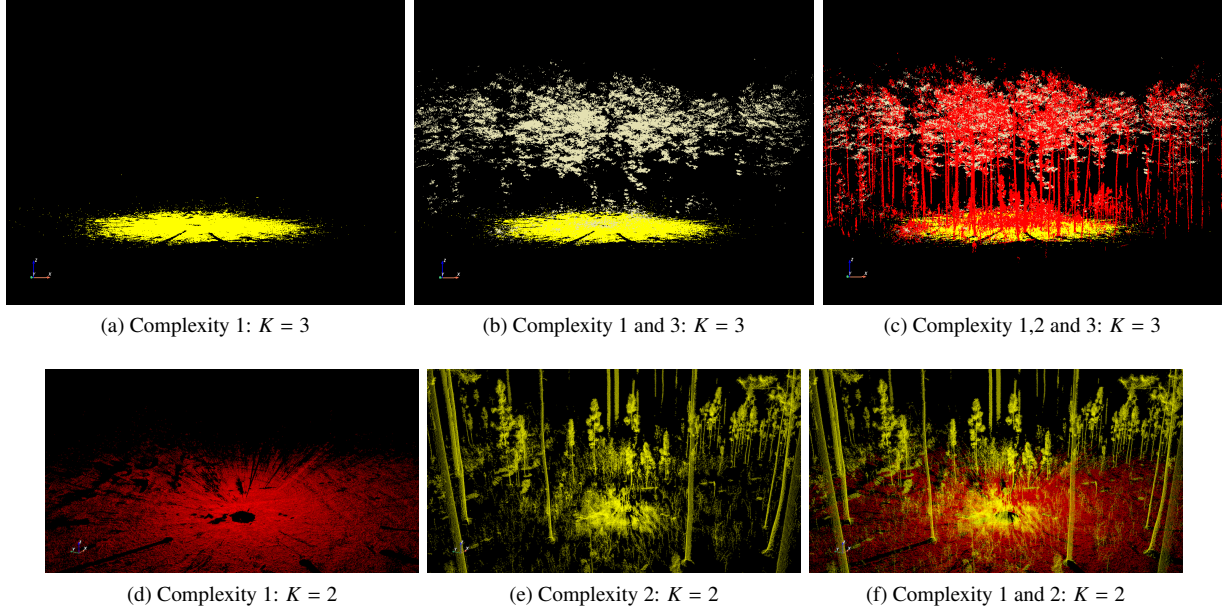 (a) Complexity 1: K = 3
(b) Complexity 1 and 3: K = 3
(c) Complexity 1,2 and 3: K = 3
(d) Complexity 1: K = 2
(e) Complexity 2: K = 2
(f) Complexity 1 and 2: K = 2